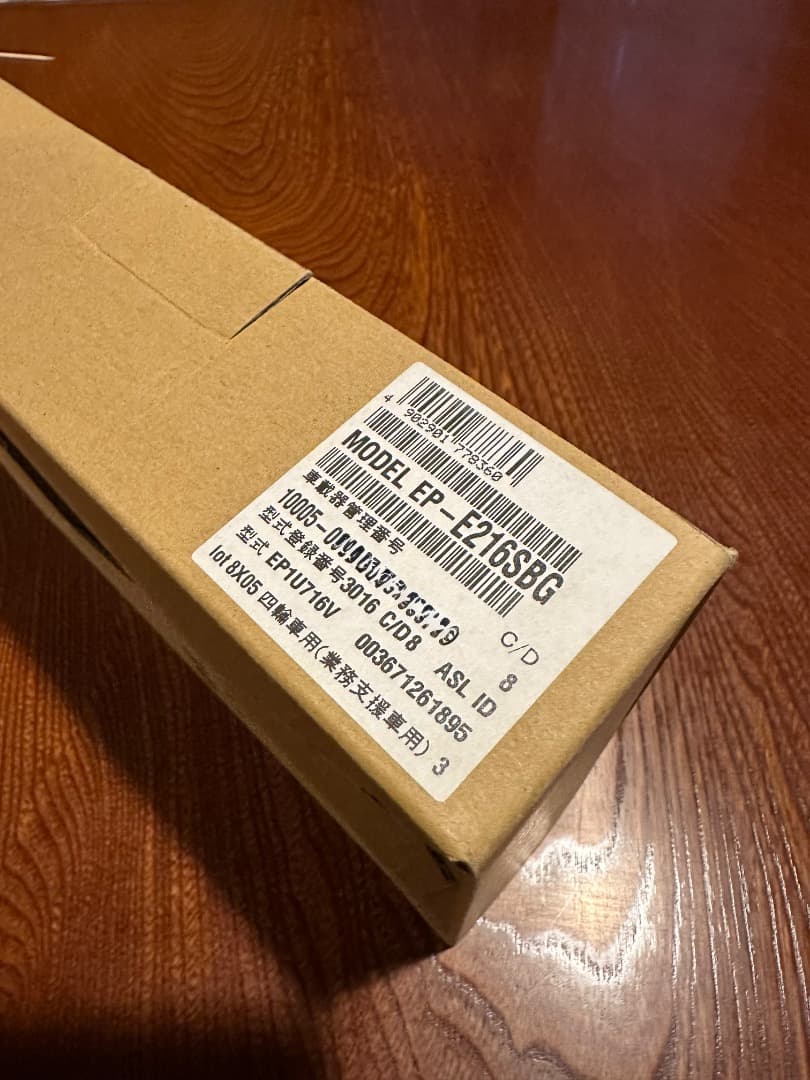 4 902901 778360
MODEL EP-E216SBG
車載器管理番号
10005- C/D
型式登録番号3016 C/D8 ASL ID 8
型式 EP1U716V 003671261895
lot 8X05 四輪車用(業務支援車用) 3